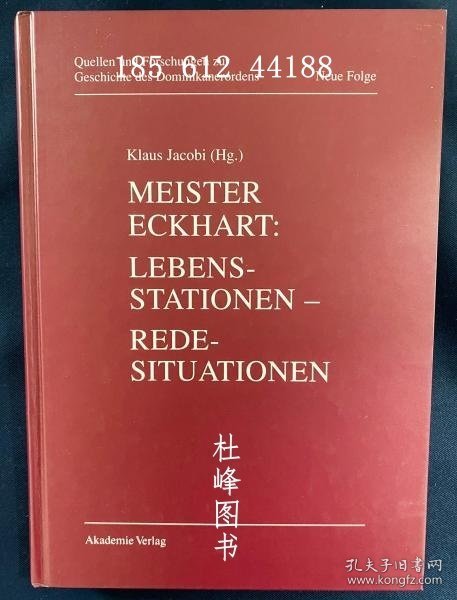 Quellen und Forschungen zur
185 612 44188
Geschichte des Dominikanerordens Neue Folge
Klaus Jacobi (Hg.)
MEISTER
ECKHART:
LEBENS-
STATIONEN –
REDE-
SITUATIONEN
杜峰图书
Akademie Verlag
孔夫子旧书网
www.kongfz.com